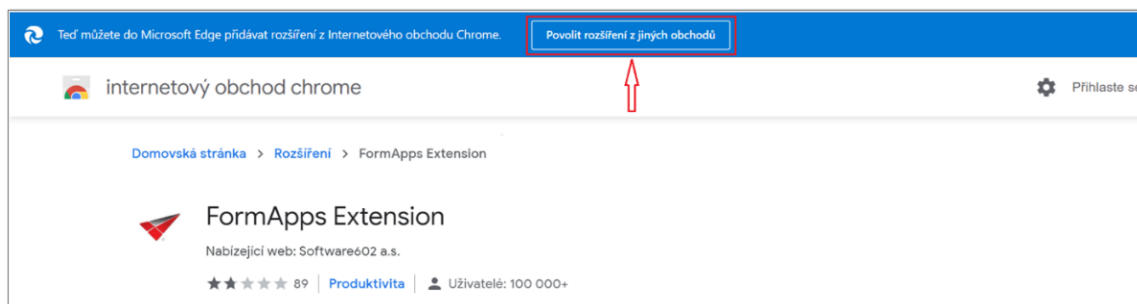 Teď můžete do Microsoft Edge přidávat rozšíření z Internetového obchodu Chrome. Povolit rozšíření z jiných obchodů
internetový obchod chrome Přihlaste se
Domovská stránka > Rozšíření > FormApps Extension
FormApps Extension
Nabízející web: Software602 a.s.
89 | Produktivita | Uživatelé: 100 000+